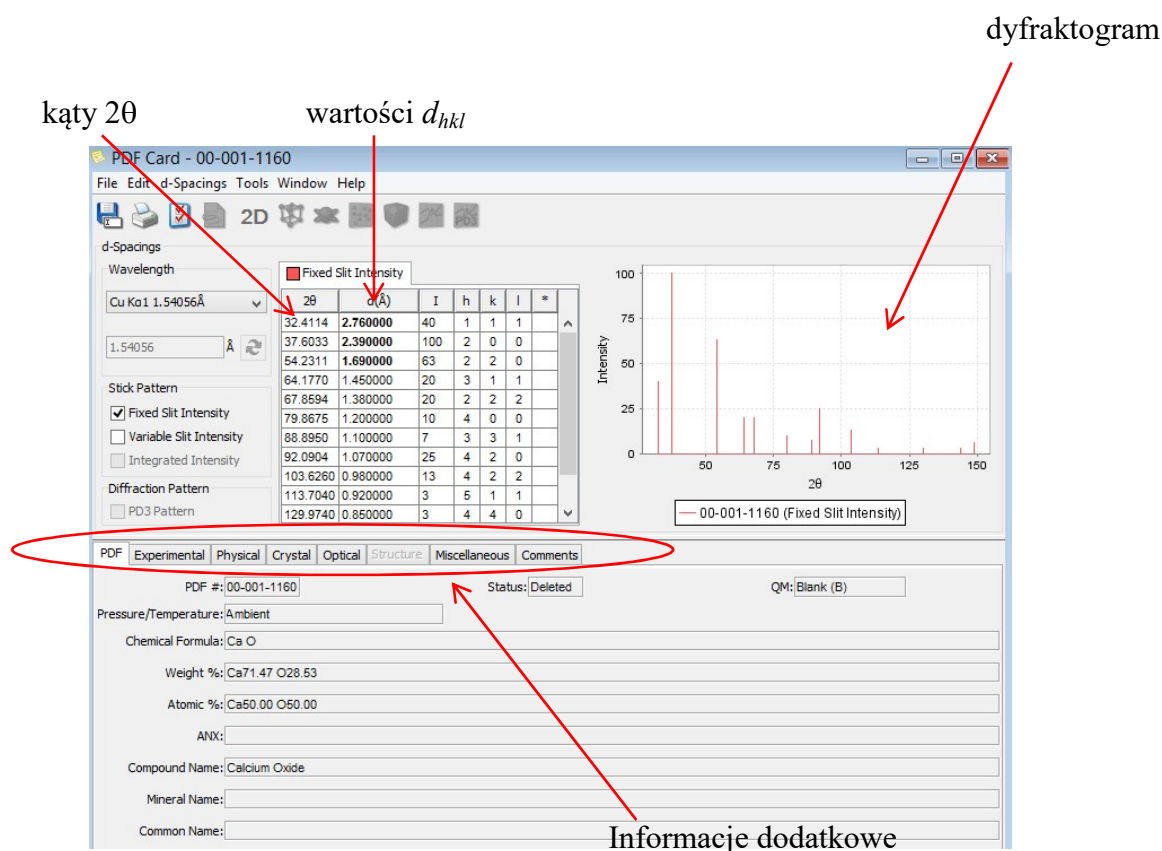 dyfraktogram
kąty 2θ
wartości dhkl
PDF Card - 00-001-1160
File Edit d-Spacings Tools Window Help
2D
PD3
d-Spacings
Wavelength
Cu Kα1 1.54056Å
1.54056 Å
Stick Pattern
Fixed Slit Intensity
Variable Slit Intensity
Integrated Intensity
Diffraction Pattern
PD3 Pattern
Fixed Slit Intensity
2θ d(Å) I h k l *
32.4114 2.760000 40 1 1 1
37.6033 2.390000 100 2 0 0
54.2311 1.690000 63 2 2 0
64.1770 1.450000 20 3 1 1
67.8594 1.380000 20 2 2 2
79.8675 1.200000 10 4 0 0
88.8950 1.100000 7 3 3 1
92.0904 1.070000 25 4 2 0
103.6260 0.980000 13 4 2 2
113.7040 0.920000 3 5 1 1
129.9740 0.850000 3 4 4 0
Intensity
100
75
50
25
0
50 75 100 125 150
2θ
00-001-1160 (Fixed Slit Intensity)
PDF Experimental Physical Crystal Optical Structure Miscellaneous Comments
PDF #: 00-001-1160 Status: Deleted QM: Blank (B)
Pressure/Temperature: Ambient
Chemical Formula: Ca O
Weight %: Ca71.47 O28.53
Atomic %: Ca50.00 O50.00
ANX:
Compound Name: Calcium Oxide
Mineral Name:
Common Name:
Informacje dodatkowe